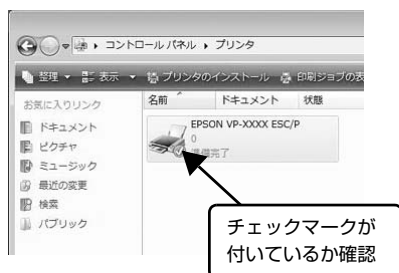 コントロールパネル ▸ プリンタ
整理 表示 プリンタのインストール 印刷ジョブの表
お気に入りリンク
名前 ドキュメント 状態
ドキュメント
ピクチャ
ミュージック
最近の変更
検索
パブリック
EPSON VP-XXXX ESC/P
0
準備完了
チェックマークが
付いているか確認